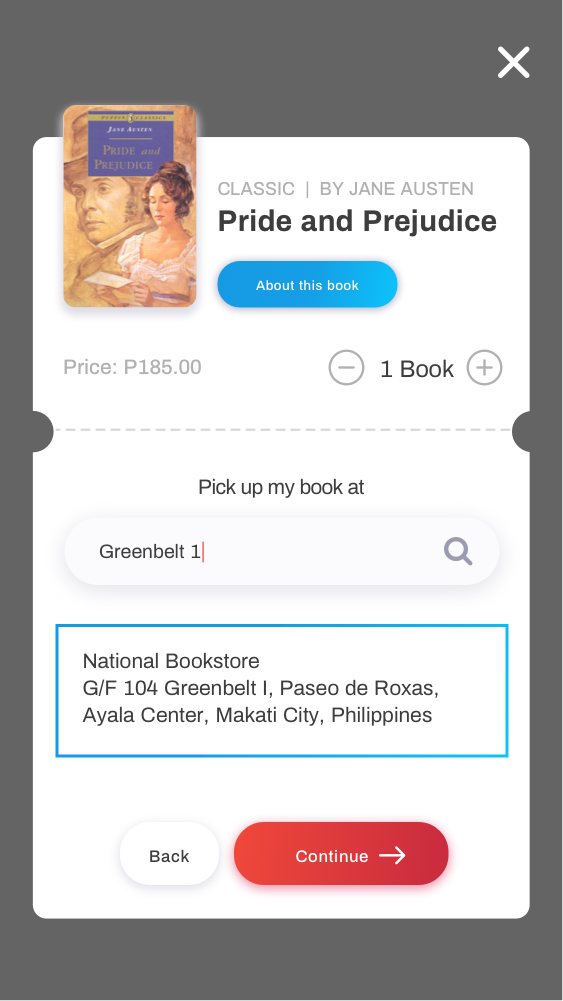 PUFFIN CLASSICS
JANE AUSTEN
PRIDE and
PREJUDICE
CLASSIC | BY JANE AUSTEN
Pride and Prejudice
About this book
Price: P185.00
1 Book
Pick up my book at
Greenbelt 1
National Bookstore
G/F 104 Greenbelt I, Paseo de Roxas,
Ayala Center, Makati City, Philippines
Back
Continue